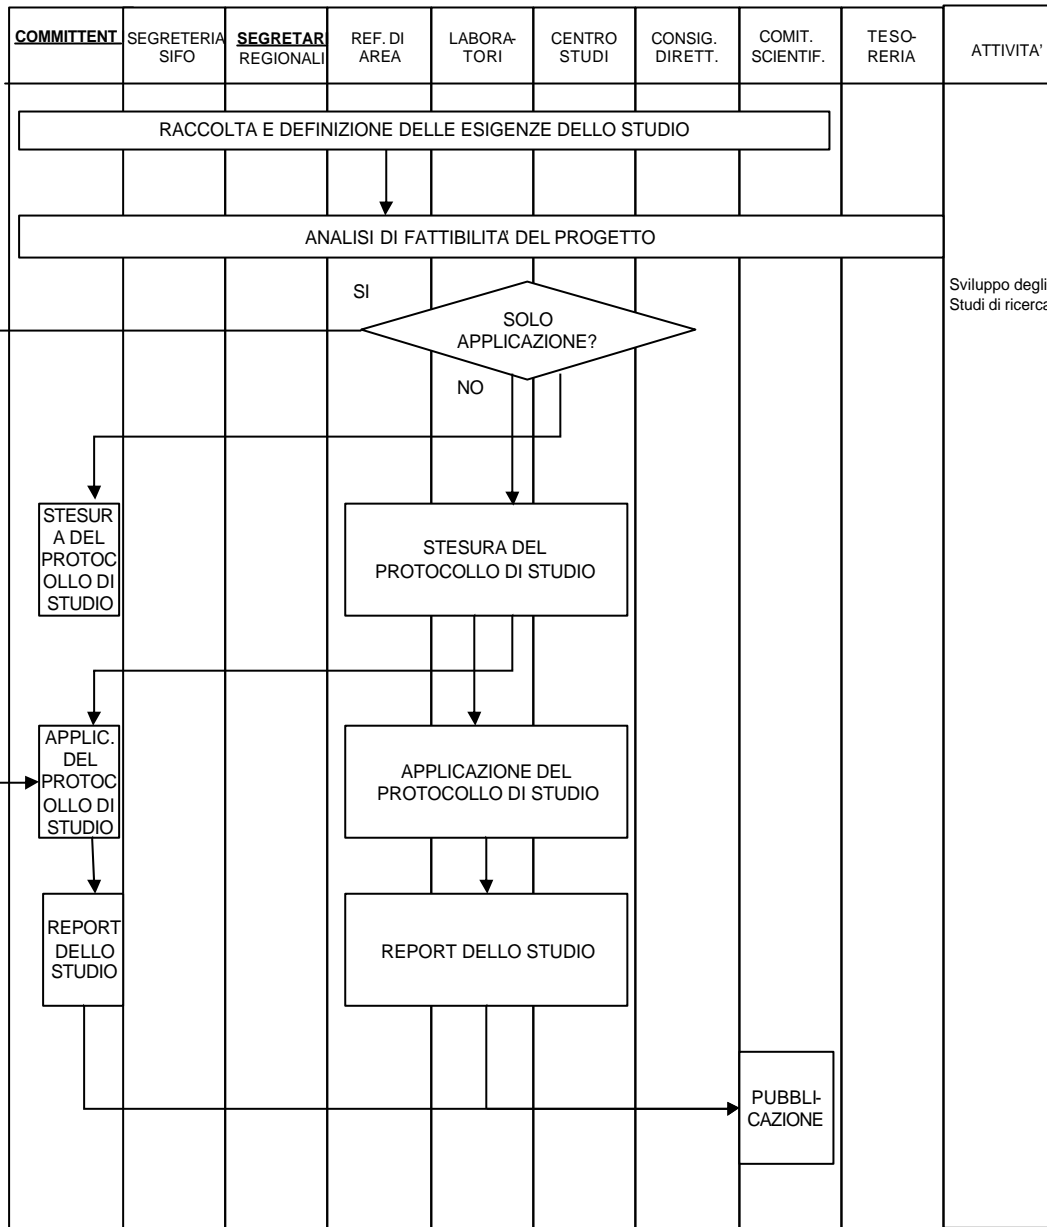 COMMITTENT
SEGRETERIA
SIFO
SEGRETARI
REGIONALI
REF. DI
AREA
LABORA-
TORI
CENTRO
STUDI
CONSIG.
DIRETT.
COMIT.
SCIENTIF.
TESO-
RERIA
ATTIVITA'
RACCOLTA E DEFINIZIONE DELLE ESIGENZE DELLO STUDIO
ANALISI DI FATTIBILITA' DEL PROGETTO
Sviluppo degli
Studi di ricerca
SI
SOLO
APPLICAZIONE?
NO
STESUR
A DEL
PROTOC
OLLO DI
STUDIO
STESURA DEL
PROTOCOLLO DI STUDIO
APPLIC.
DEL
PROTOC
OLLO DI
STUDIO
APPLICAZIONE DEL
PROTOCOLLO DI STUDIO
REPORT
DELLO
STUDIO
REPORT DELLO STUDIO
PUBBLI-
CAZIONE